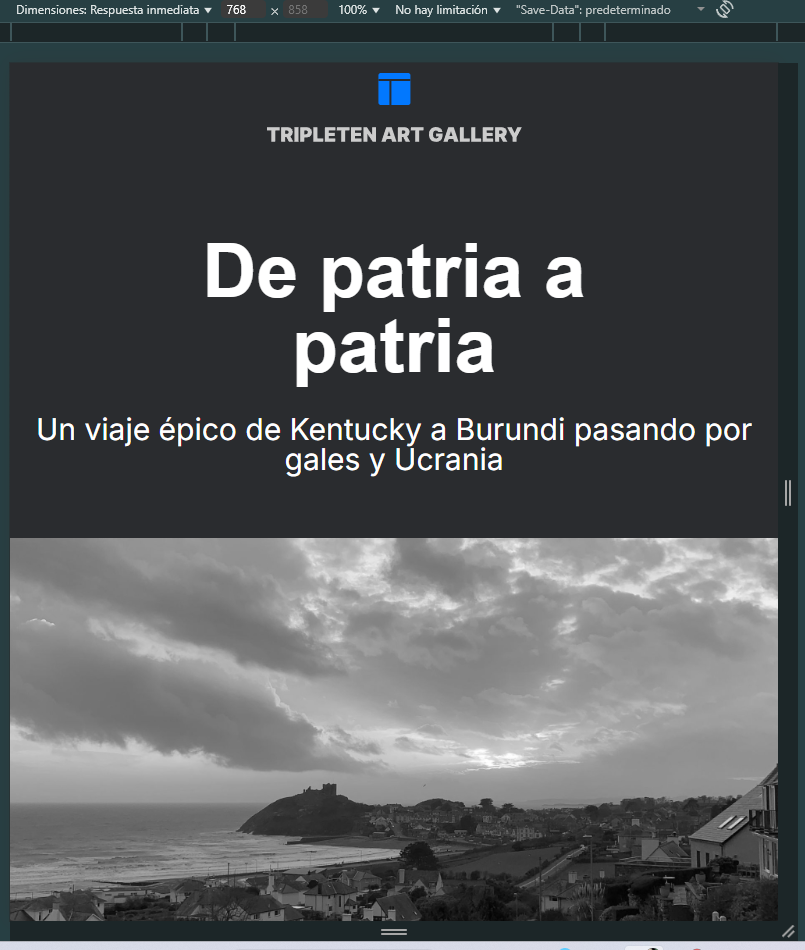 Dimensiones: Respuesta inmediata ▼ 768 × 858 100% ▼ No hay limitación ▼ "Save-Data": predeterminado ▼
TRIPLETEN ART GALLERY
De patria a
patria
Un viaje épico de Kentucky a Burundi pasando por
gales y Ucrania